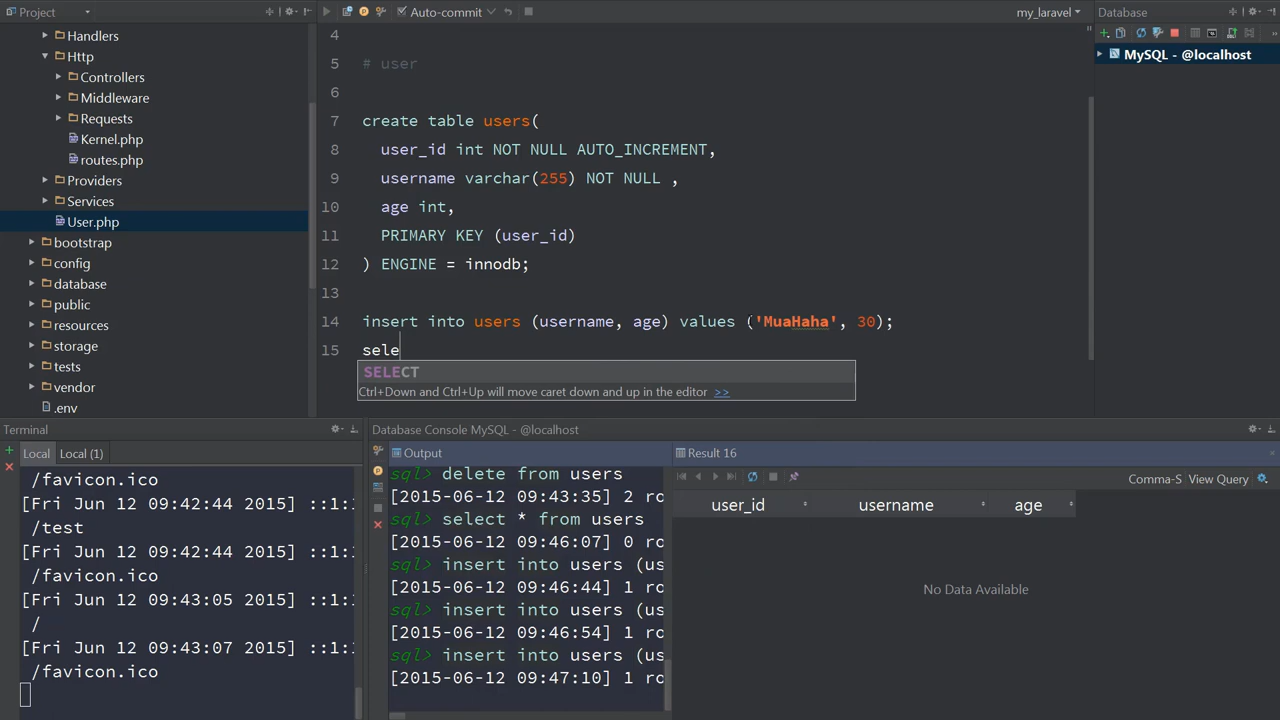 Project
Auto-commit
my_laravel
Database
Handlers
Http
Controllers
Middleware
Requests
Kernel.php
routes.php
Providers
Services
User.php
bootstrap
config
database
public
resources
storage
tests
vendor
.env
4
5 # user
6
7 create table users(
8 user_id int NOT NULL AUTO_INCREMENT,
9 username varchar(255) NOT NULL ,
10 age int,
11 PRIMARY KEY (user_id)
12 ) ENGINE = innodb;
13
14 insert into users (username, age) values ('MuaHaha', 30);
15 sele
SELECT
Ctrl+Down and Ctrl+Up will move caret down and up in the editor >>
MySQL - @localhost
Terminal
Local Local (1)
/favicon.ico
[Fri Jun 12 09:42:44 2015] ::1:
/test
[Fri Jun 12 09:42:44 2015] ::1:
/favicon.ico
[Fri Jun 12 09:43:05 2015] ::1:
/
[Fri Jun 12 09:43:07 2015] ::1:
/favicon.ico
Database Console MySQL - @localhost
Output
sql> delete from users
[2015-06-12 09:43:35] 2 ro
sql> select * from users
[2015-06-12 09:46:07] 0 ro
sql> insert into users (us
[2015-06-12 09:46:44] 1 ro
sql> insert into users (us
[2015-06-12 09:46:54] 1 ro
sql> insert into users (us
[2015-06-12 09:47:10] 1 ro
Result 16
Comma-S View Query
user_id username age
No Data Available